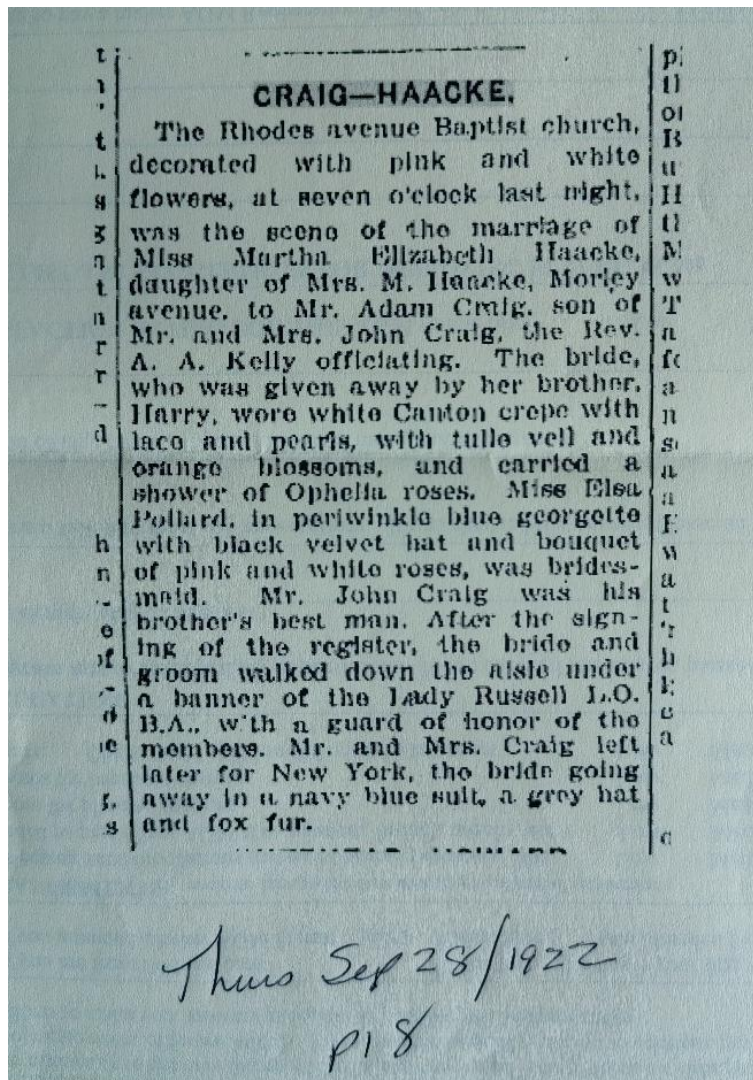 CRAIG—HAACKE.
The Rhodes avenue Baptist church,
decorated with pink and white
flowers, at seven o'clock last night,
was the scene of the marriage of
Miss Martha Elizabeth Haacke,
daughter of Mrs. M. Haacke, Morley
avenue, to Mr. Adam Craig, son of
Mr. and Mrs. John Craig, the Rev.
A. A. Kelly officiating. The bride,
who was given away by her brother,
Harry, wore white Canton crepe with
lace and pearls, with tulle veil and
orange blossoms, and carried a
shower of Ophelia roses. Miss Elsa
Pollard, in periwinkle blue georgette
with black velvet hat and bouquet
of pink and white roses, was brides-
maid. Mr. John Craig was his
brother's best man. After the sign-
ing of the register, the bride and
groom walked down the aisle under
a banner of the Lady Russell L.O.
B.A., with a guard of honor of the
members. Mr. and Mrs. Craig left
later for New York, the bride going
away in a navy blue suit, a grey hat
and fox fur.
Thurs Sep 28/1922
p18